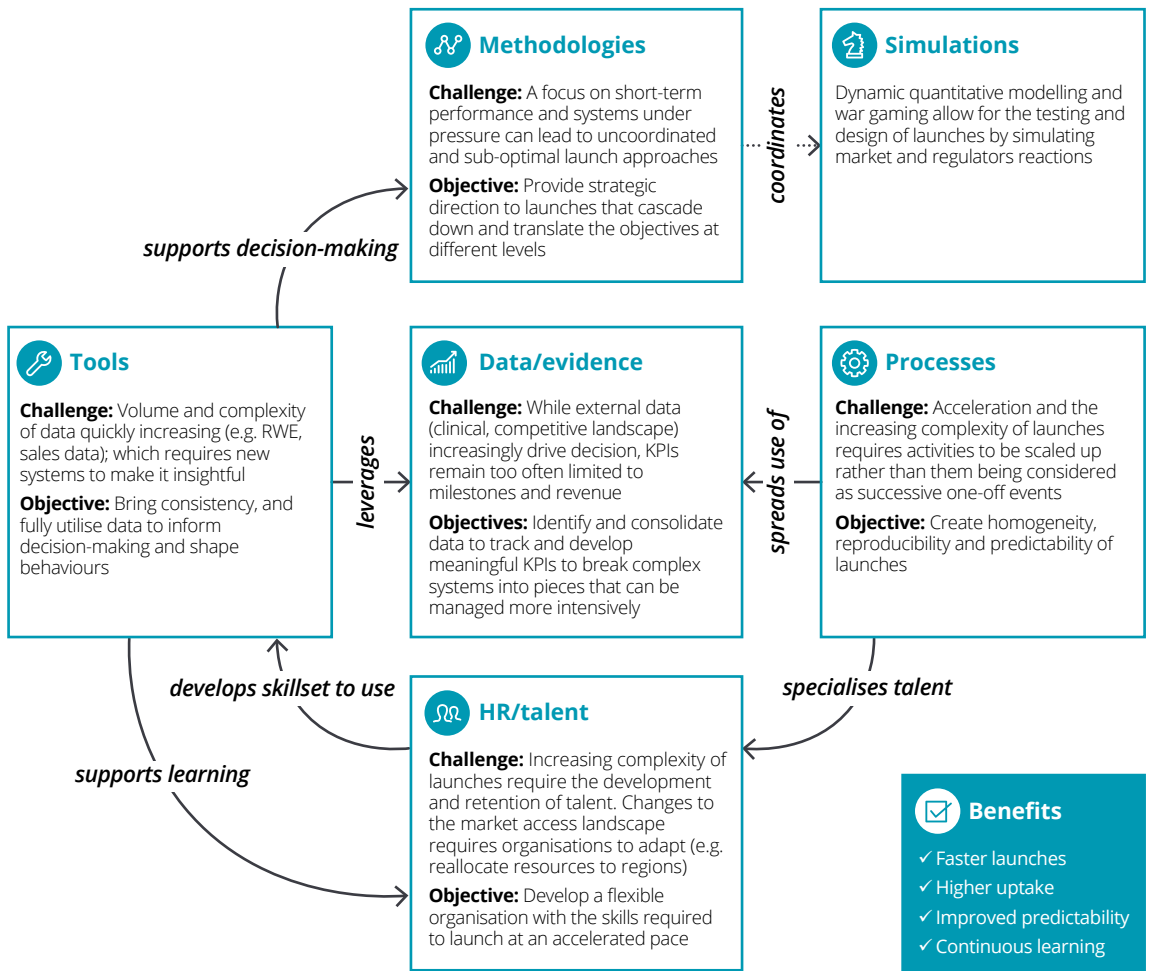 Methodologies
Challenge: A focus on short-term
performance and systems under
pressure can lead to uncoordinated
and sub-optimal launch approaches
Objective: Provide strategic
direction to launches that cascade
down and translate the objectives at
different levels
coordinates
Simulations
Dynamic quantitative modelling and
war gaming allow for the testing and
design of launches by simulating
market and regulators reactions
supports decision-making
Tools
Challenge: Volume and complexity
of data quickly increasing (e.g. RWE,
sales data); which requires new
systems to make it insightful
Objective: Bring consistency, and
fully utilise data to inform
decision-making and shape
behaviours
leverages
Data/evidence
Challenge: While external data
(clinical, competitive landscape)
increasingly drive decision, KPIs
remain too often limited to
milestones and revenue
Objectives: Identify and consolidate
data to track and develop
meaningful KPIs to break complex
systems into pieces that can be
managed more intensively
spreads use of
Processes
Challenge: Acceleration and the
increasing complexity of launches
requires activities to be scaled up
rather than them being considered
as successive one-off events
Objective: Create homogeneity,
reproducibility and predictability of
launches
develops skillset to use
specialises talent
supports learning
HR/talent
Challenge: Increasing complexity of
launches require the development
and retention of talent. Changes to
the market access landscape
requires organisations to adapt (e.g.
reallocate resources to regions)
Objective: Develop a flexible
organisation with the skills required
to launch at an accelerated pace
Benefits
✓ Faster launches
✓ Higher uptake
✓ Improved predictability
✓ Continuous learning